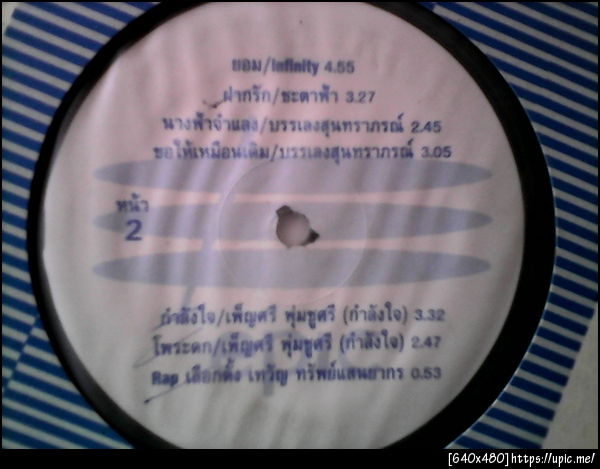 ยอม/Infinity 4.55
ฝากรัก/ชะตาฟ้า 3.27
นางฟ้าจำแลง/บรรเลงสุนทราภรณ์ 2.45
ขอให้เหมือนเดิม/บรรเลงสุนทราภรณ์ 3.05
หน้า
2
กำลังใจ/เพ็ญศรี พุ่มชูศรี (กำลังใจ) 3.32
โพระดก/เพ็ญศรี พุ่มชูศรี (กำลังใจ) 2.47
Rap เลือกตั้ง เทวัญ ทรัพย์แสนยากร 0.53
[640x480]https://upic.me/